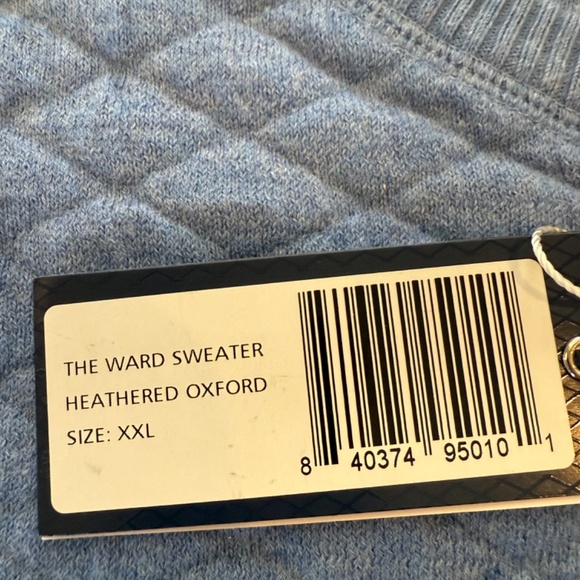 THE WARD SWEATER
HEATHERED OXFORD
SIZE: XXL
8 40374 95010 1